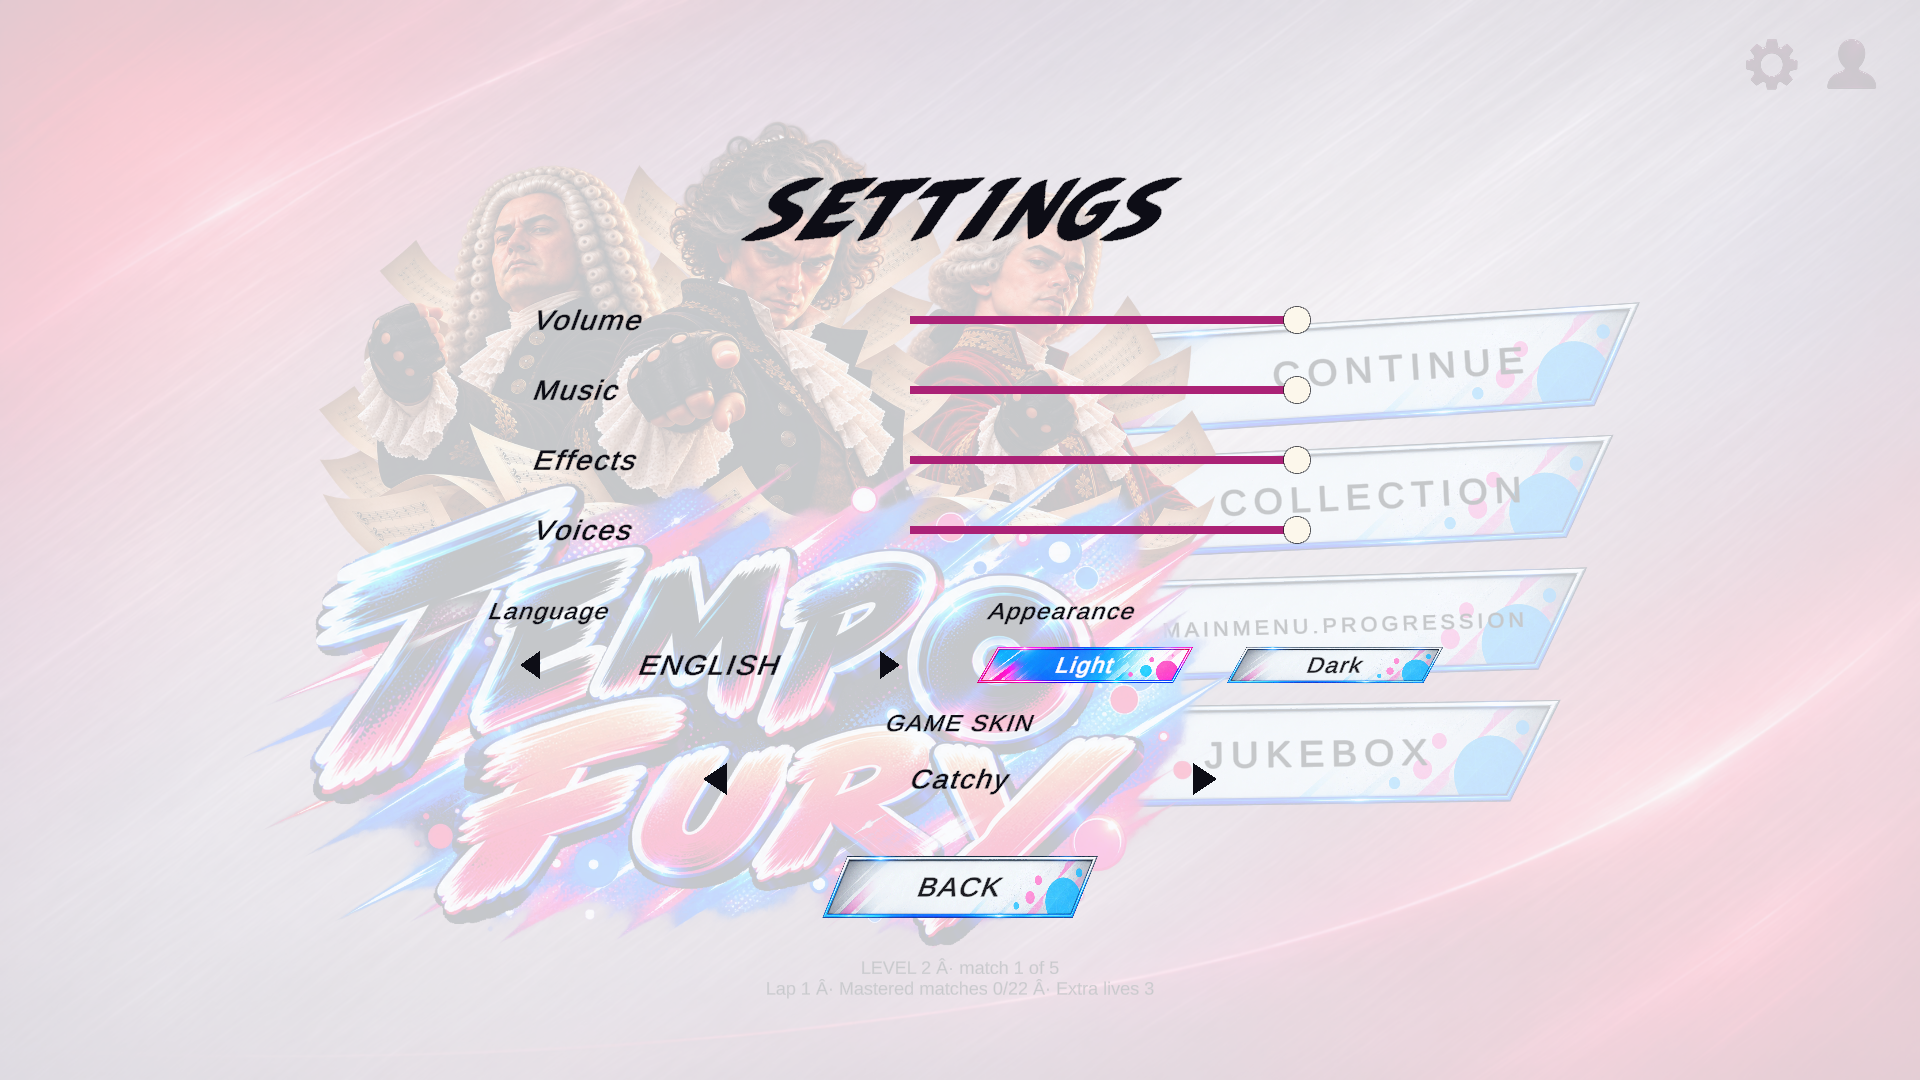 SETTINGS
Volume
Music
Effects
Voices
CONTINUE
COLLECTION
MAINMENU.PROGRESSION
JUKEBOX
TEMPO
FURY
Language
Appearance
ENGLISH
Light
Dark
GAME SKIN
Catchy
BACK
LEVEL 2 Â· match 1 of 5
Lap 1 Â· Mastered matches 0/22 Â· Extra lives 3